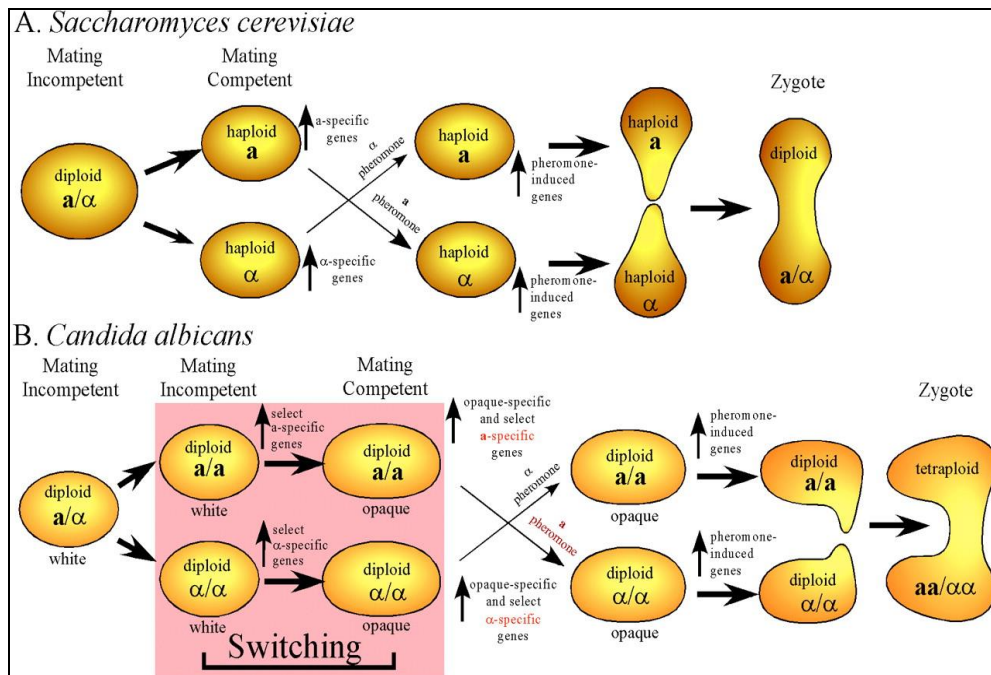 A. Saccharomyces cerevisiae
Mating
Incompetent
Mating
Competent
Zygote
diploid
a/α
haploid
a
a-specific
genes
haploid
α
α-specific
genes
α
pheromone
a
pheromone
haploid
a
pheromone-
induced
genes
haploid
α
pheromone-
induced
genes
haploid
a
haploid
α
diploid
a/α
B. Candida albicans
Mating
Incompetent
Mating
Incompetent
Mating
Competent
Zygote
diploid
a/α
white
diploid
a/a
white
select
a-specific
genes
diploid
a/a
opaque
diploid
α/α
white
select
α-specific
genes
diploid
α/α
opaque
Switching
opaque-specific
and select
a-specific
genes
α
pheromone
a
pheromone
opaque-specific
and select
α-specific
genes
diploid
a/a
opaque
pheromone-
induced
genes
diploid
α/α
opaque
pheromone-
induced
genes
diploid
a/a
diploid
α/α
tetraploid
aa/αα